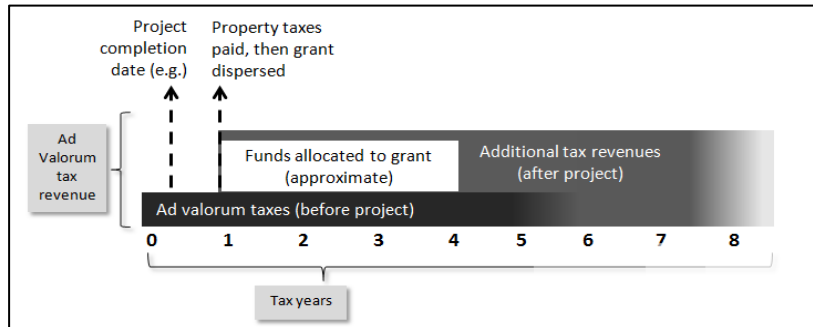 Project
completion
date (e.g.)
Property taxes
paid, then grant
dispersed
Ad
Valorum
tax
revenue
Funds allocated to grant
(approximate)
Additional tax revenues
(after project)
Ad valorum taxes (before project)
0 1 2 3 4 5 6 7 8
Tax years